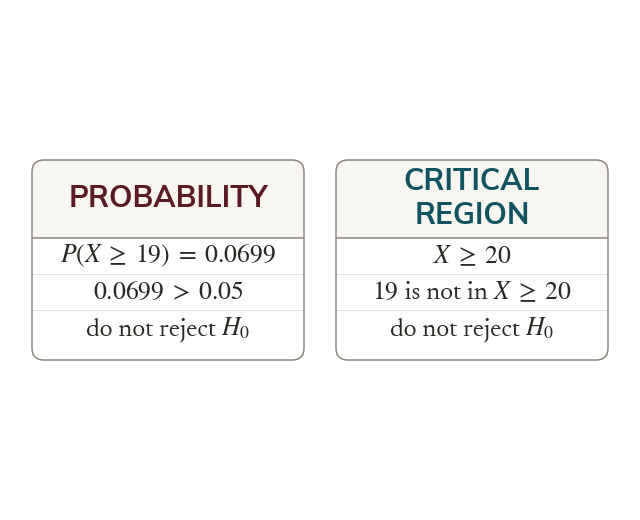 PROBABILITY
P(X ≥ 19) = 0.0699
0.0699 > 0.05
do not reject H₀
CRITICAL
REGION
X ≥ 20
19 is not in X ≥ 20
do not reject H₀